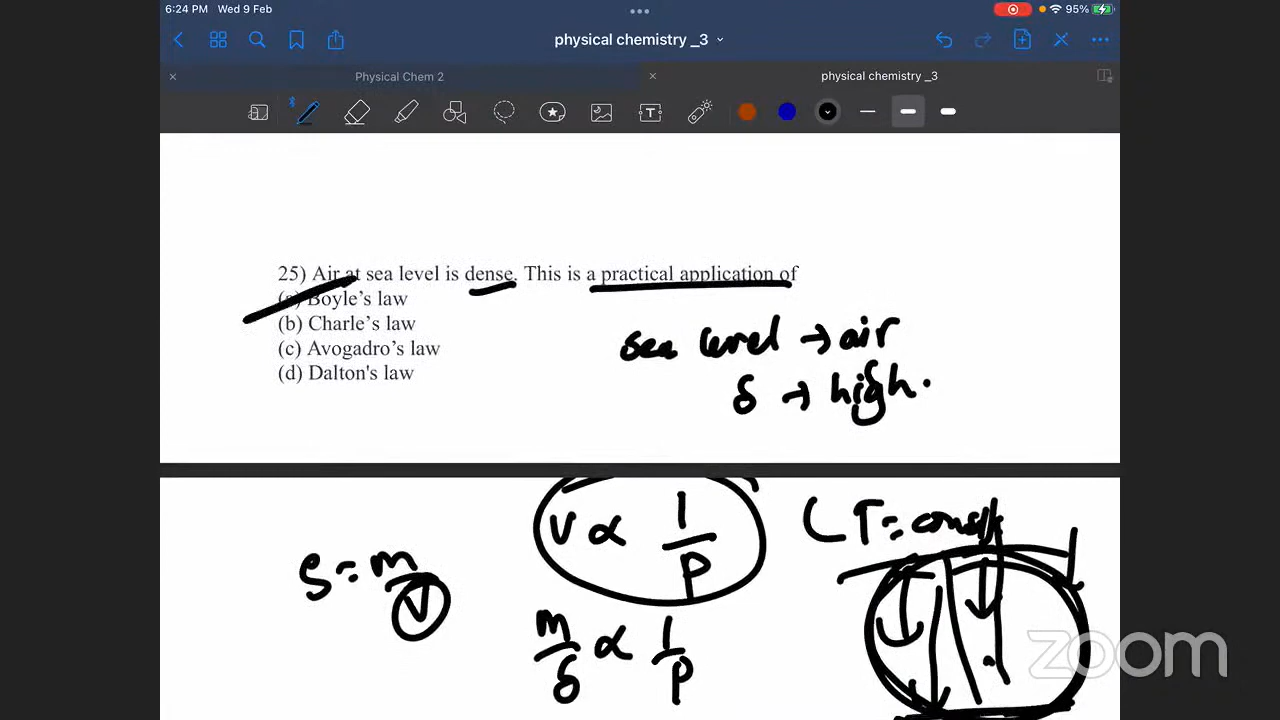 6:24 PM Wed 9 Feb
95%
physical chemistry _3
Physical Chem 2
physical chemistry _3
25) Air at sea level is dense. This is a practical application of
(a) Boyle's law
(b) Charle's law
(c) Avogadro's law
(d) Dalton's law
sea level → air
δ → high.
V ∝ 1/P
(T = const
S = m/V
m/δ ∝ 1/P
zoom